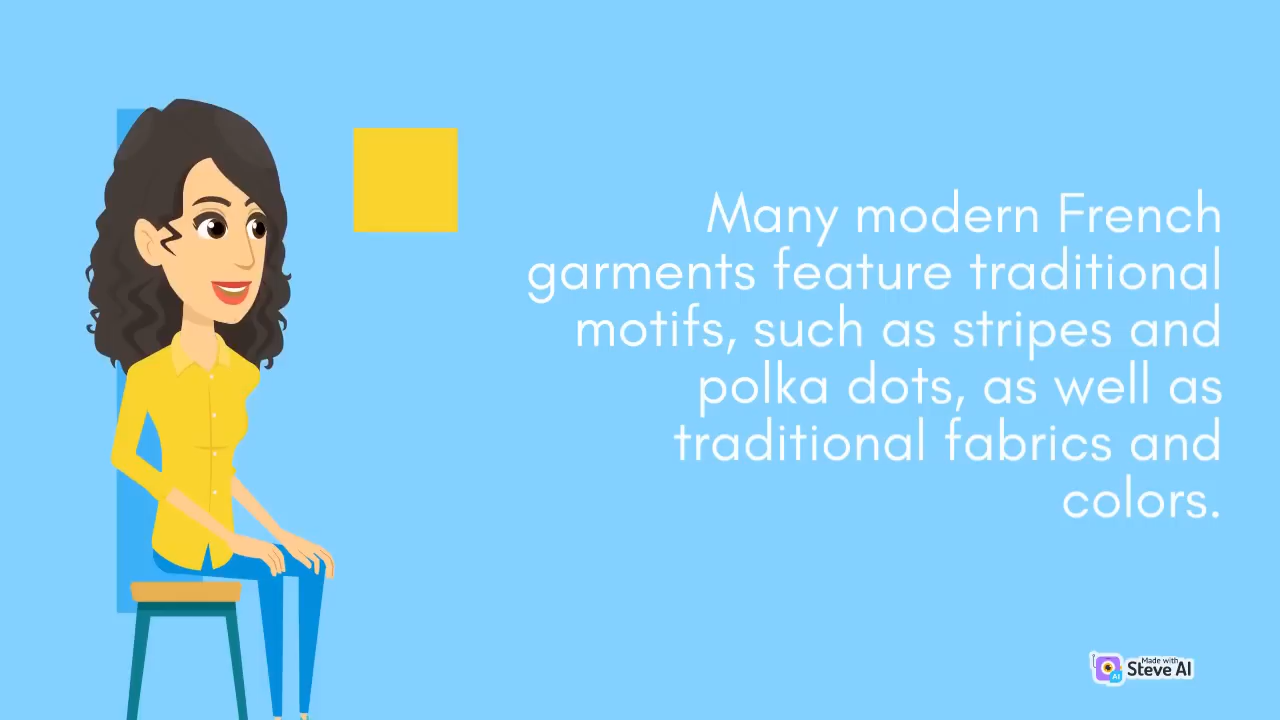 Many modern French
garments feature traditional
motifs, such as stripes and
polka dots, as well as
traditional fabrics and
colors.
Made with
Steve AI
AI